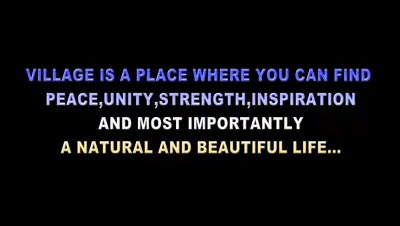 VILLAGE IS A PLACE WHERE YOU CAN FIND
PEACE,UNITY,STRENGTH,INSPIRATION
AND MOST IMPORTANTLY
A NATURAL AND BEAUTIFUL LIFE...